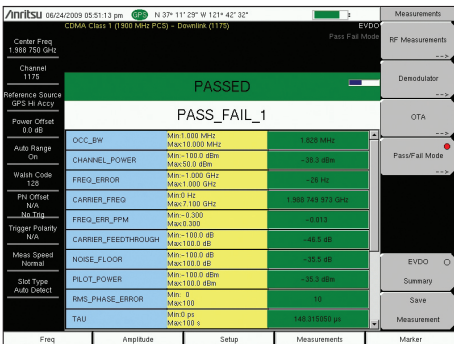 Anritsu 06/24/2009 05:51:13 pm GPS N 37° 11' 29" W 121° 42' 32"
Measurements
CDMA Class 1 (1900 MHz PCS) - Downlink (1175)
EVDO
Pass Fail Mode
Center Freq
1.988 750 GHz
Channel
1175
Reference Source
GPS Hi Accy
Power Offset
0.0 dB
Auto Range
On
Walsh Code
128
PN Offset
N/A
No Trig
Trigger Polarity
N/A
Meas Speed
Normal
Slot Type
Auto Detect
PASSED
PASS_FAIL_1
OCC_BW Min:1.000 MHz Max:10.000 MHz 1.828 MHz
CHANNEL_POWER Min:-100.0 dBm Max:50.0 dBm -38.3 dBm
FREQ_ERROR Min:-1.000 GHz Max:1.000 GHz -26 Hz
CARRIER_FREQ Min:0 Hz Max:7.100 GHz 1.988 749 973 GHz
FREQ_ERR_PPM Min:-0.300 Max:0.300 -0.013
CARRIER_FEEDTHROUGH Min:-100.0 dB Max:100.0 dB -46.5 dB
NOISE_FLOOR Min:-100.0 dB Max:100.0 dB -35.5 dB
PILOT_POWER Min:-100.0 dBm Max:100.0 dBm -35.3 dBm
RMS_PHASE_ERROR Min: 0 Max:100 10
TAU Min:0 ps Max:100 s 148.315050 µs
RF Measurements
-->
Demodulator
-->
OTA
-->
Pass/Fail Mode
-->
EVDO
Summary
Save
Measurement
Freq
Amplitude
Setup
Measurements
Marker